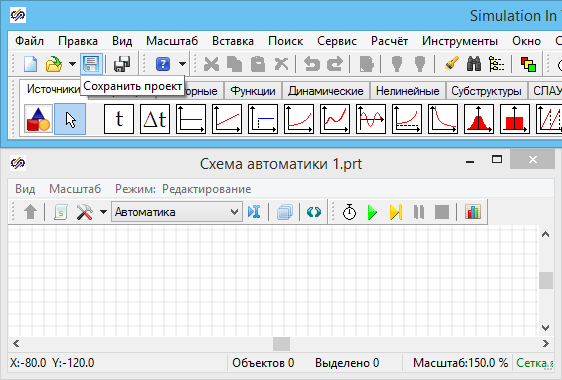 Simulation In
Файл Правка Вид Масштаб Вставка Поиск Сервис Расчёт Инструменты Окно
Сохранить проект
Источники Функции Динамические Нелинейные Субструктуры СПАУ
t Δt
Схема автоматики 1.prt
Вид Масштаб Режим: Редактирование
Автоматика
X:-80.0 Y:-120.0 Объектов 0 Выделено 0 Масштаб:150.0 % Сетка